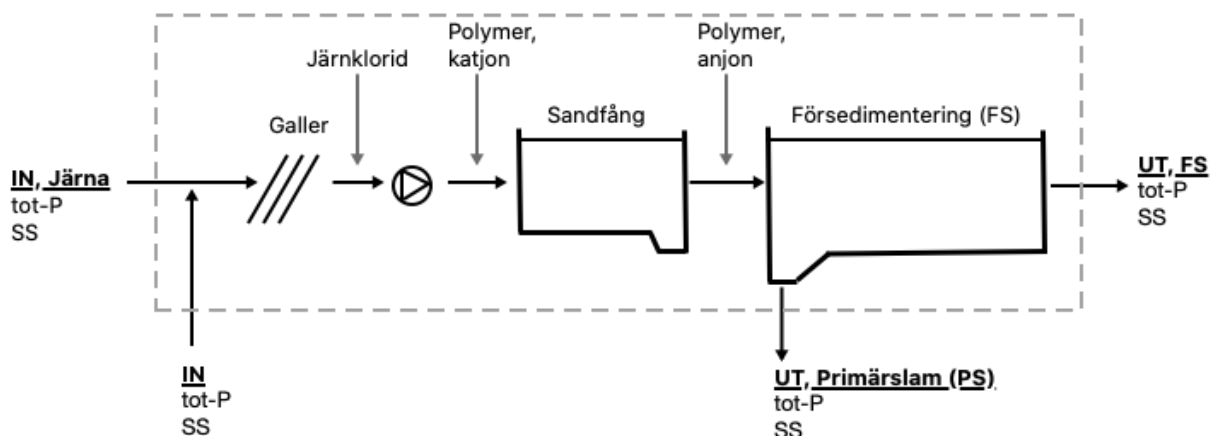 Polymer,
katjon
Polymer,
anjon
Järnklorid
Galler
Sandfång
Försedimentering (FS)
IN, Järna
tot-P
SS
UT, FS
tot-P
SS
IN
tot-P
SS
UT, Primärslam (PS)
tot-P
SS